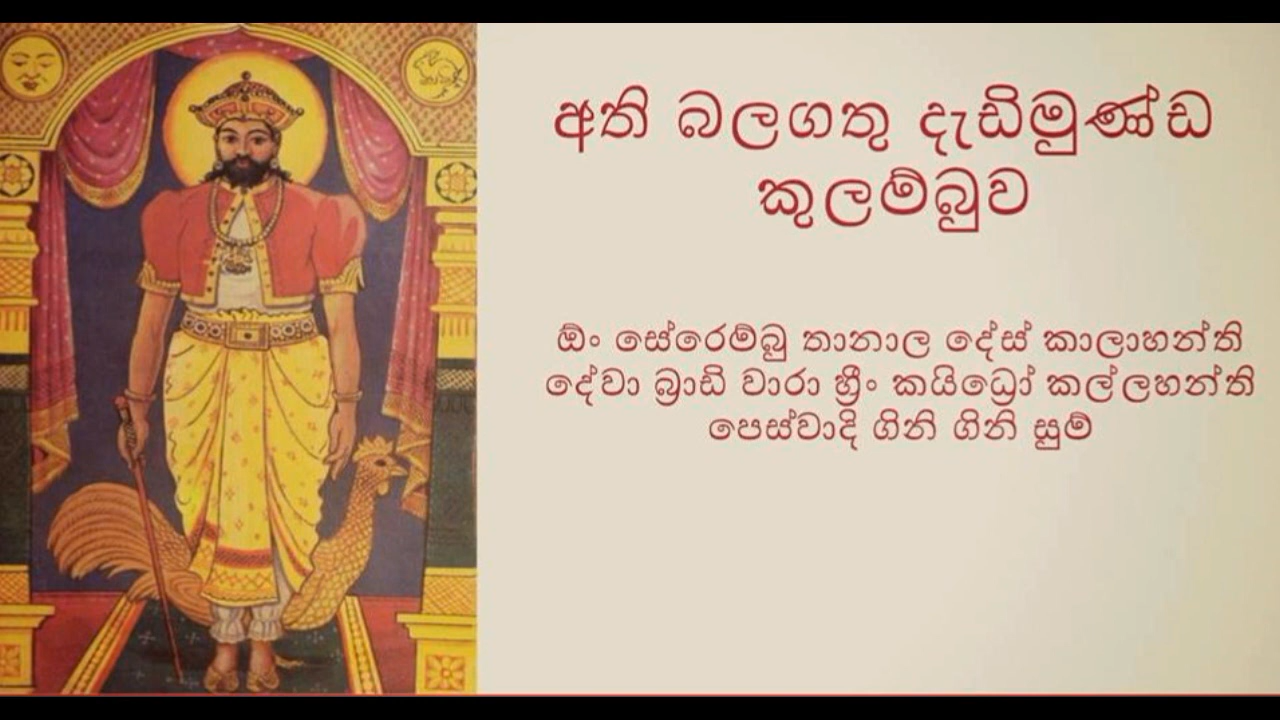 අති බලගතු දැඩිමුණ්ඩ
කුලම්බුව
ඕං සේරෙම්බු තානාල දේස් කාලාහන්ති
දේවා බ්‍රාඩි වාරා හ්‍රීං කයිධ්‍රෝ කල්ලහන්ති
පෙස්වාදි ගිනි ගිනි සුම්